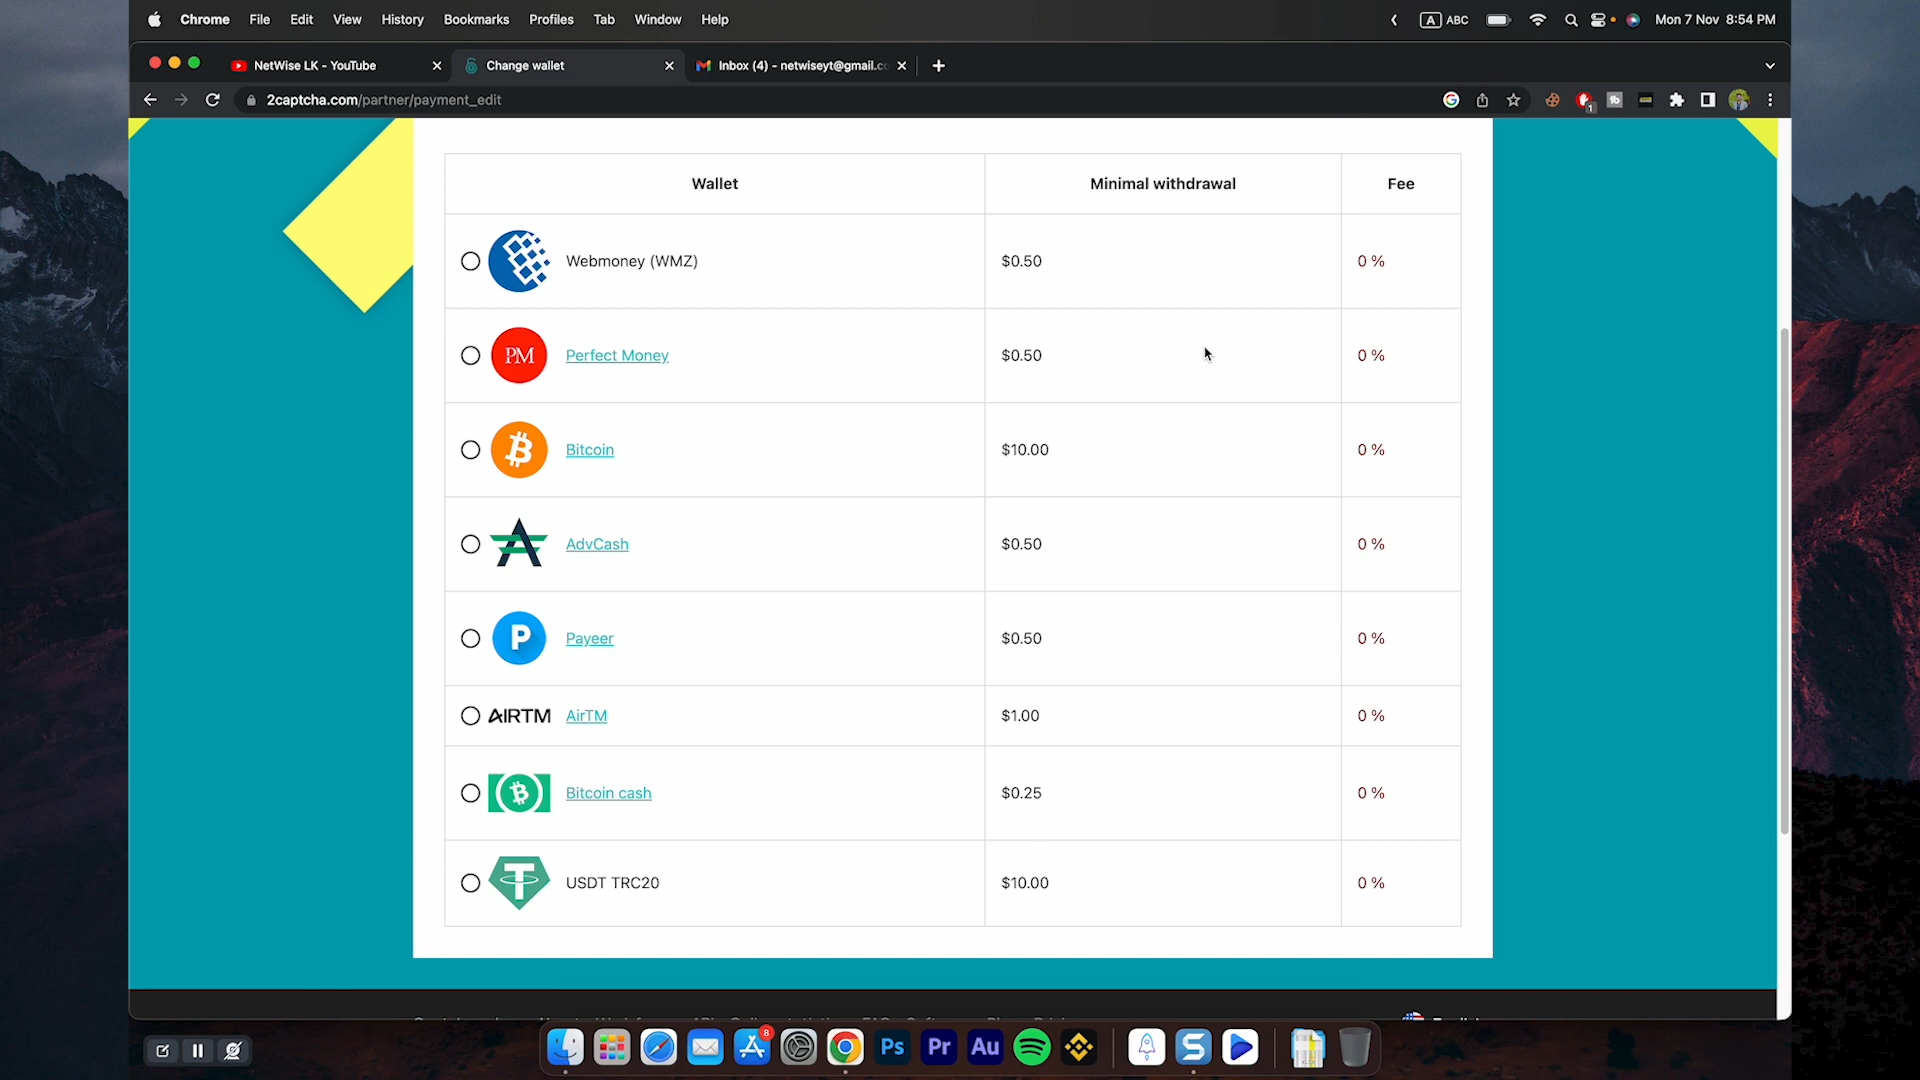 Chrome File Edit View History Bookmarks Profiles Tab Window Help A ABC Mon 7 Nov 8:54 PM
NetWise LK - YouTube Change wallet Inbox (4) - netwiseyt@gmail.co
2captcha.com/partner/payment_edit 1
Wallet Minimal withdrawal Fee
Webmoney (WMZ) $0.50 0 %
PM Perfect Money $0.50 0 %
Bitcoin $10.00 0 %
AdvCash $0.50 0 %
P Payeer $0.50 0 %
AIRTM AirTM $1.00 0 %
Bitcoin cash $0.25 0 %
USDT TRC20 $10.00 0 %
8
Ps Pr Au S